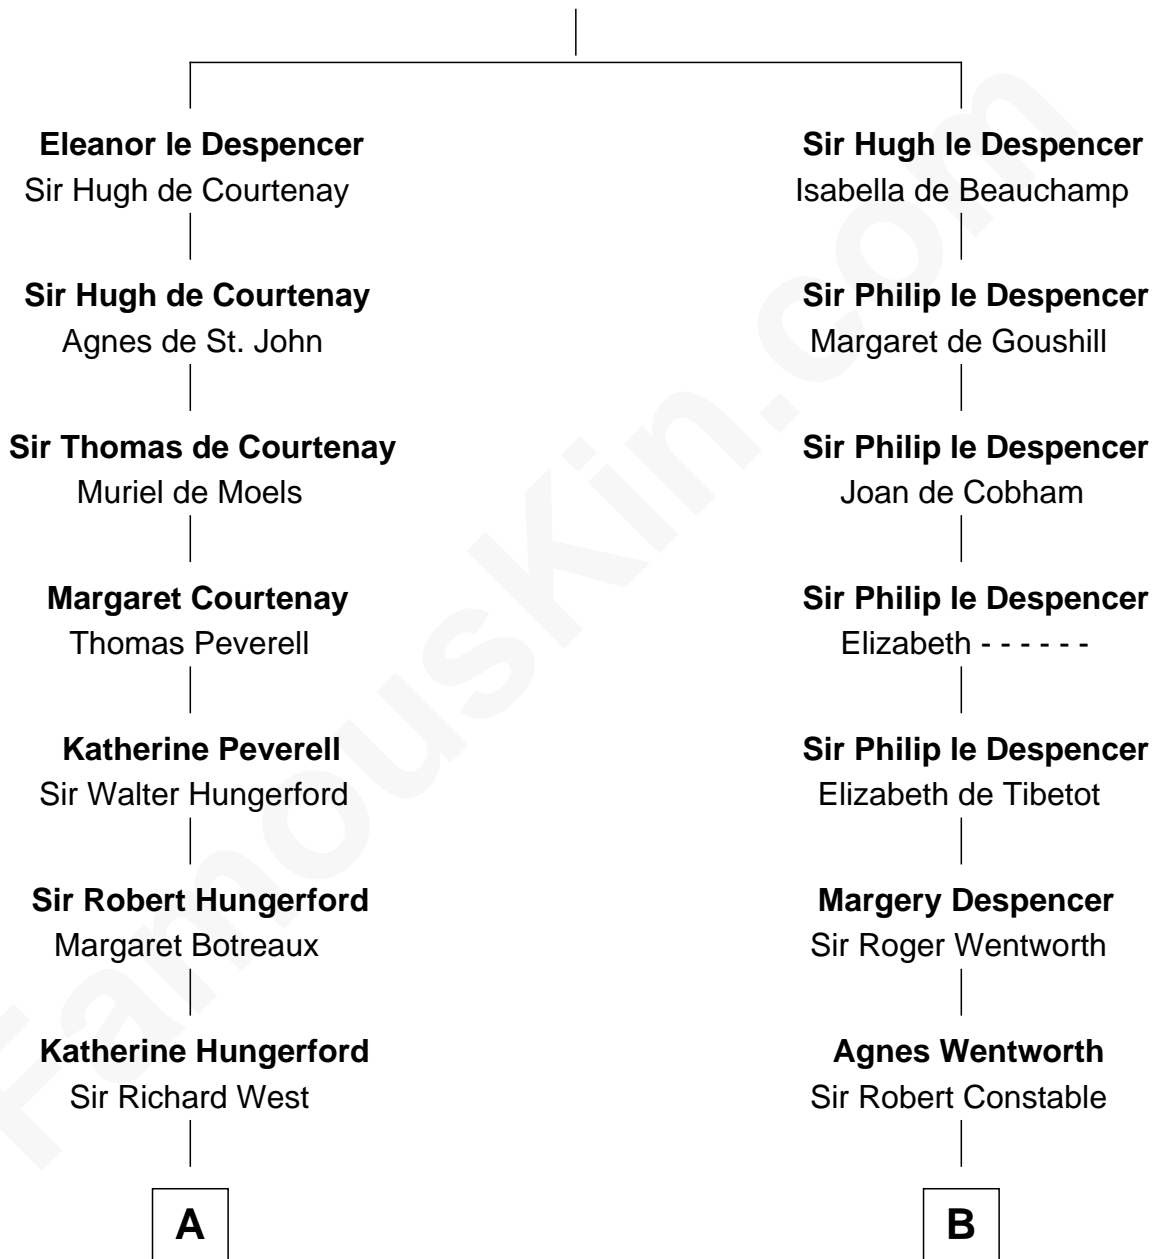 Eleanor le Despencer
Sir Hugh de Courtenay
Sir Hugh de Courtenay
Agnes de St. John
Sir Thomas de Courtenay
Muriel de Moels
Margaret Courtenay
Thomas Peverell
Katherine Peverell
Sir Walter Hungerford
Sir Robert Hungerford
Margaret Botreaux
Katherine Hungerford
Sir Richard West
A
Sir Hugh le Despencer
Isabella de Beauchamp
Sir Philip le Despencer
Margaret de Goushill
Sir Philip le Despencer
Joan de Cobham
Sir Philip le Despencer
Elizabeth - - - - - -
Sir Philip le Despencer
Elizabeth de Tibetot
Margery Despencer
Sir Roger Wentworth
Agnes Wentworth
Sir Robert Constable
B
FamousKin.com